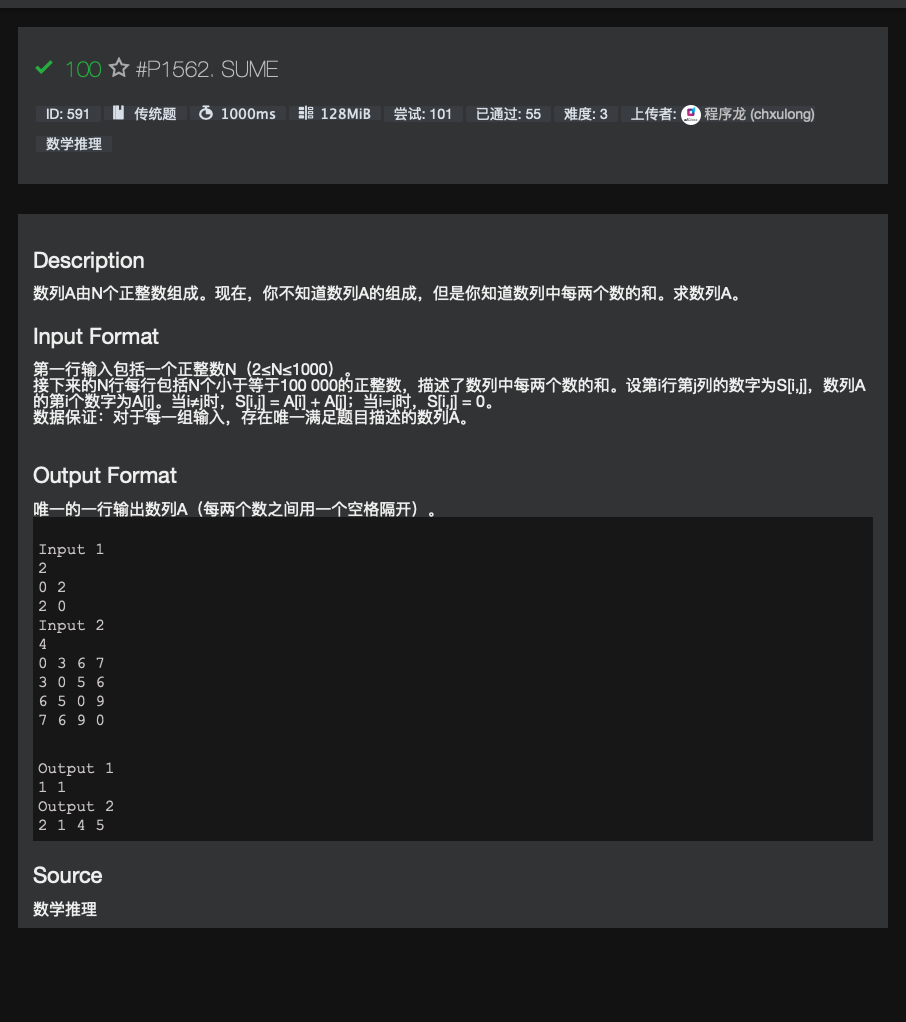 100 #P1562. SUME
ID: 591 传统题 1000ms 128MiB 尝试: 101 已通过: 55 难度: 3 上传者: 程序龙 (chxulong)
数学推理
Description
数列A由N个正整数组成。现在，你不知道数列A的组成，但是你知道数列中每两个数的和。求数列A。
Input Format
第一行输入包括一个正整数N（2≤N≤1000）。
接下来的N行每行包括N个小于等于100 000的正整数，描述了数列中每两个数的和。设第i行第j列的数字为S[i,j]，数列A
的第i个数字为A[i]。当i≠j时，S[i,j] = A[i] + A[j]；当i=j时，S[i,j] = 0。
数据保证：对于每一组输入，存在唯一满足题目描述的数列A。
Output Format
唯一的一行输出数列A（每两个数之间用一个空格隔开）。
Input 1
2
0 2
2 0
Input 2
4
0 3 6 7
3 0 5 6
6 5 0 9
7 6 9 0
Output 1
1 1
Output 2
2 1 4 5
Source
数学推理